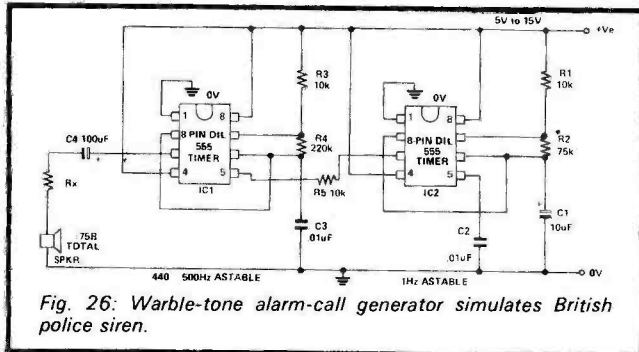 5V to 15V
+Ve
R3
10k
R1
10k
0V
0V
C4 100uF
1
8
8-PIN DIL
555
TIMER
4
5
IC1
R4
220k
1
8
8-PIN DIL
555
TIMER
4
5
IC2
R2
75k
Rx
R5 10k
C3
.01uF
C2
.01uF
C1
10uF
75R
TOTAL
SPKR
440 500Hz ASTABLE
1Hz ASTABLE
0V
Fig. 26: Warble-tone alarm-call generator simulates British
police siren.